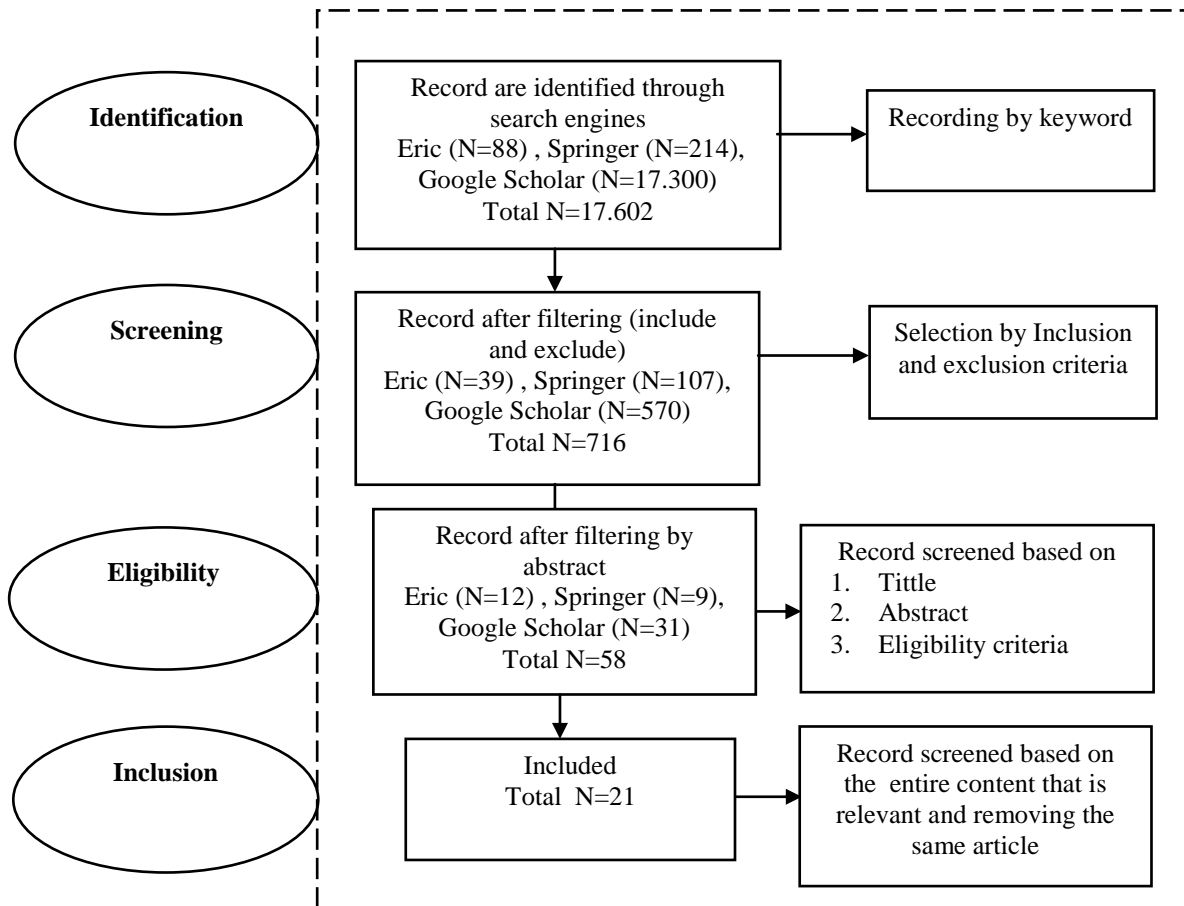 Identification
Record are identified through
search engines
Eric (N=88) , Springer (N=214),
Google Scholar (N=17.300)
Total N=17.602
Recording by keyword
Screening
Record after filtering (include
and exclude)
Eric (N=39) , Springer (N=107),
Google Scholar (N=570)
Total N=716
Selection by Inclusion
and exclusion criteria
Eligibility
Record after filtering by
abstract
Eric (N=12) , Springer (N=9),
Google Scholar (N=31)
Total N=58
Record screened based on
1. Tittle
2. Abstract
3. Eligibility criteria
Inclusion
Included
Total N=21
Record screened based on
the entire content that is
relevant and removing the
same article